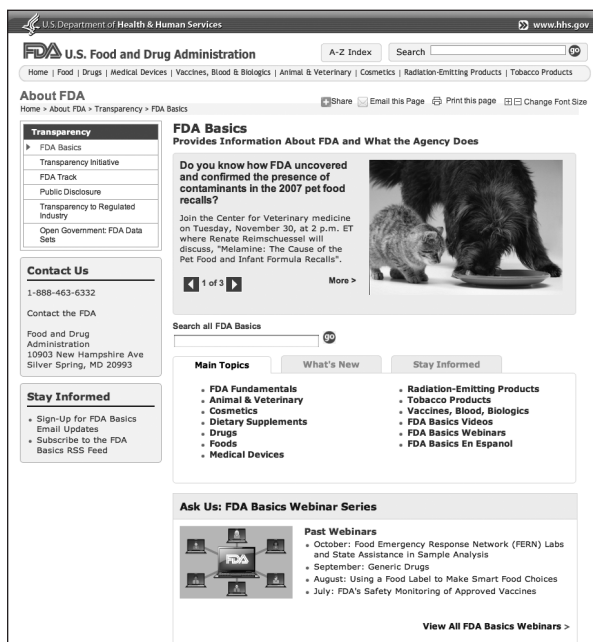 U.S. Department of Health & Human Services
www.hhs.gov
FDA U.S. Food and Drug Administration
A-Z Index
Search
go
Home | Food | Drugs | Medical Devices | Vaccines, Blood & Biologics | Animal & Veterinary | Cosmetics | Radiation-Emitting Products | Tobacco Products
About FDA
Home > About FDA > Transparency > FDA Basics
Share Email this Page Print this page Change Font Size
Transparency
FDA Basics
Transparency Initiative
FDA Track
Public Disclosure
Transparency to Regulated
Industry
Open Government: FDA Data
Sets
Contact Us
1-888-463-6332
Contact the FDA
Food and Drug
Administration
10903 New Hampshire Ave
Silver Spring, MD 20993
Stay Informed
Sign-Up for FDA Basics
Email Updates
Subscribe to the FDA
Basics RSS Feed
FDA Basics
Provides Information About FDA and What the Agency Does
Do you know how FDA uncovered
and confirmed the presence of
contaminants in the 2007 pet food
recalls?
Join the Center for Veterinary medicine
on Tuesday, November 30, at 2 p.m. ET
where Renate Reimschuessel will
discuss, "Melamine: The Cause of the
Pet Food and Infant Formula Recalls".
1 of 3
More >
Search all FDA Basics
go
Main Topics
What's New
Stay Informed
FDA Fundamentals
Animal & Veterinary
Cosmetics
Dietary Supplements
Drugs
Foods
Medical Devices
Radiation-Emitting Products
Tobacco Products
Vaccines, Blood, Biologics
FDA Basics Videos
FDA Basics Webinars
FDA Basics En Espanol
Ask Us: FDA Basics Webinar Series
FDA
Past Webinars
October: Food Emergency Response Network (FERN) Labs
and State Assistance in Sample Analysis
September: Generic Drugs
August: Using a Food Label to Make Smart Food Choices
July: FDA's Safety Monitoring of Approved Vaccines
View All FDA Basics Webinars >